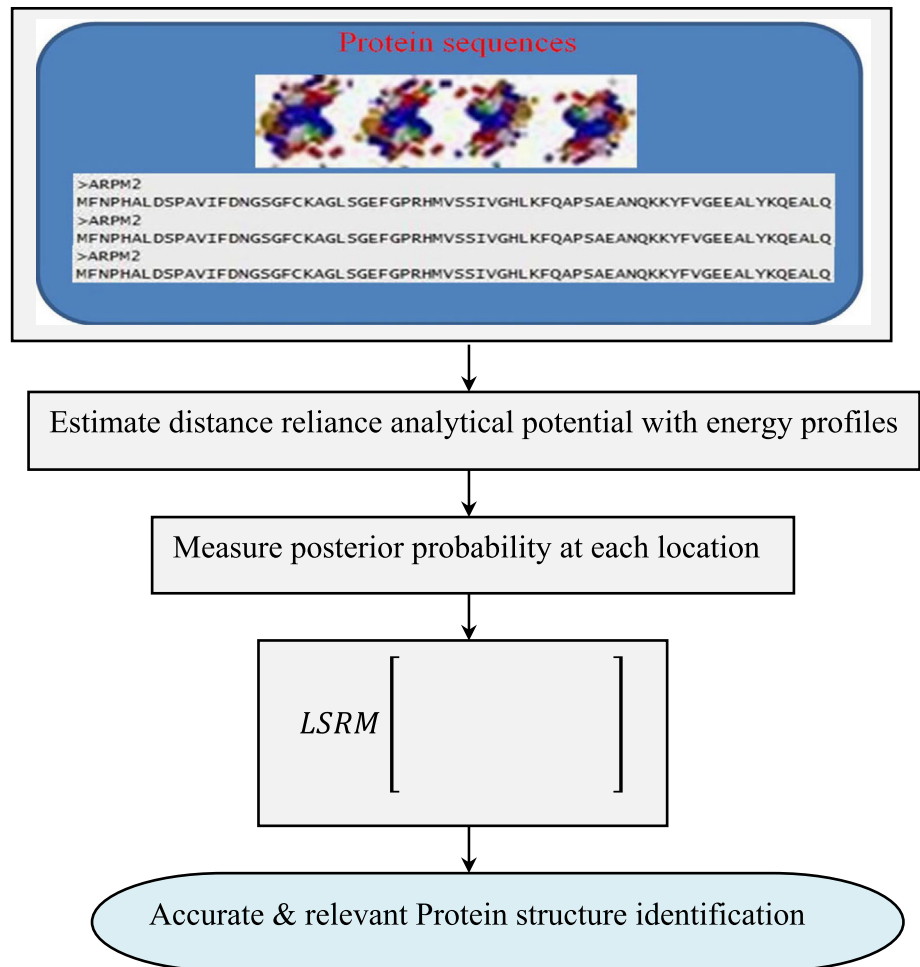 Protein sequences
>ARPM2
MFNPHALDSPAVIFDNGSGFCKAGLSGEFGPRHMVSSIVGHLKFQAPSAEANQKKYFVGEEALYKQEALQ
>ARPM2
MFNPHALDSPAVIFDNGSGFCKAGLSGEFGPRHMVSSIVGHLKFQAPSAEANQKKYFVGEEALYKQEALQ
>ARPM2
MFNPHALDSPAVIFDNGSGFCKAGLSGEFGPRHMVSSIVGHLKFQAPSAEANQKKYFVGEEALYKQEALQ
Estimate distance reliance analytical potential with energy profiles
Measure posterior probability at each location
LSRM [ ]
Accurate & relevant Protein structure identification